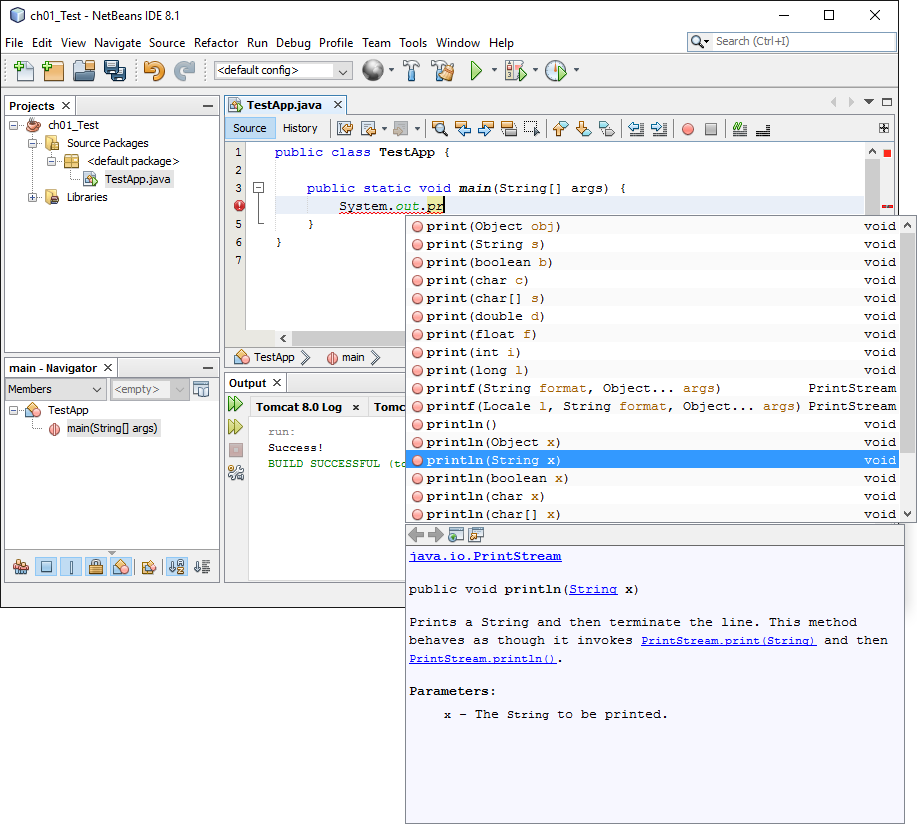 ch01_Test - NetBeans IDE 8.1
File Edit View Navigate Source Refactor Run Debug Profile Team Tools Window Help
Search (Ctrl+I)
<default config>
Projects
ch01_Test
Source Packages
<default package>
TestApp.java
Libraries
TestApp.java
Source History
1 public class TestApp {
2
3 public static void main(String[] args) {
System.out.pr
5 }
6 }
7
TestApp main
main - Navigator
Members <empty>
TestApp
main(String[] args)
Output
Tomcat 8.0 Log Tomc
run:
Success!
BUILD SUCCESSFUL (to
print(Object obj) void
print(String s) void
print(boolean b) void
print(char c) void
print(char[] s) void
print(double d) void
print(float f) void
print(int i) void
print(long l) void
printf(String format, Object... args) PrintStream
printf(Locale l, String format, Object... args) PrintStream
println() void
println(Object x) void
println(String x) void
println(boolean x) void
println(char x) void
println(char[] x) void
java.io.PrintStream
public void println(String x)
Prints a String and then terminate the line. This method
behaves as though it invokes PrintStream.print(String) and then
PrintStream.println().
Parameters:
x - The String to be printed.